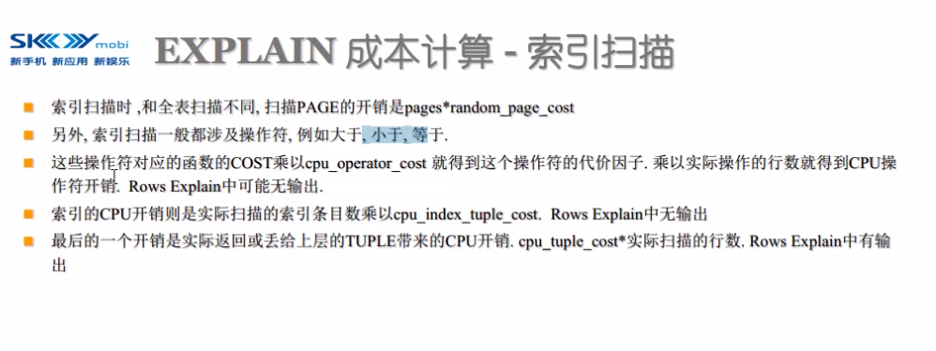 SKYmobi
新手机 新应用 新娱乐
EXPLAIN 成本计算 - 索引扫描
索引扫描时 ,和全表扫描不同, 扫描PAGE的开销是pages*random_page_cost
另外, 索引扫描一般都涉及操作符, 例如大于, 小于, 等于.
这些操作符对应的函数的COST乘以cpu_operator_cost 就得到这个操作符的代价因子. 乘以实际操作的行数就得到CPU操
作符开销. Rows Explain中可能无输出.
索引的CPU开销则是实际扫描的索引条目数乘以cpu_index_tuple_cost. Rows Explain中无输出
最后的一个开销是实际返回或丢给上层的TUPLE带来的CPU开销. cpu_tuple_cost*实际扫描的行数. Rows Explain中有输
出